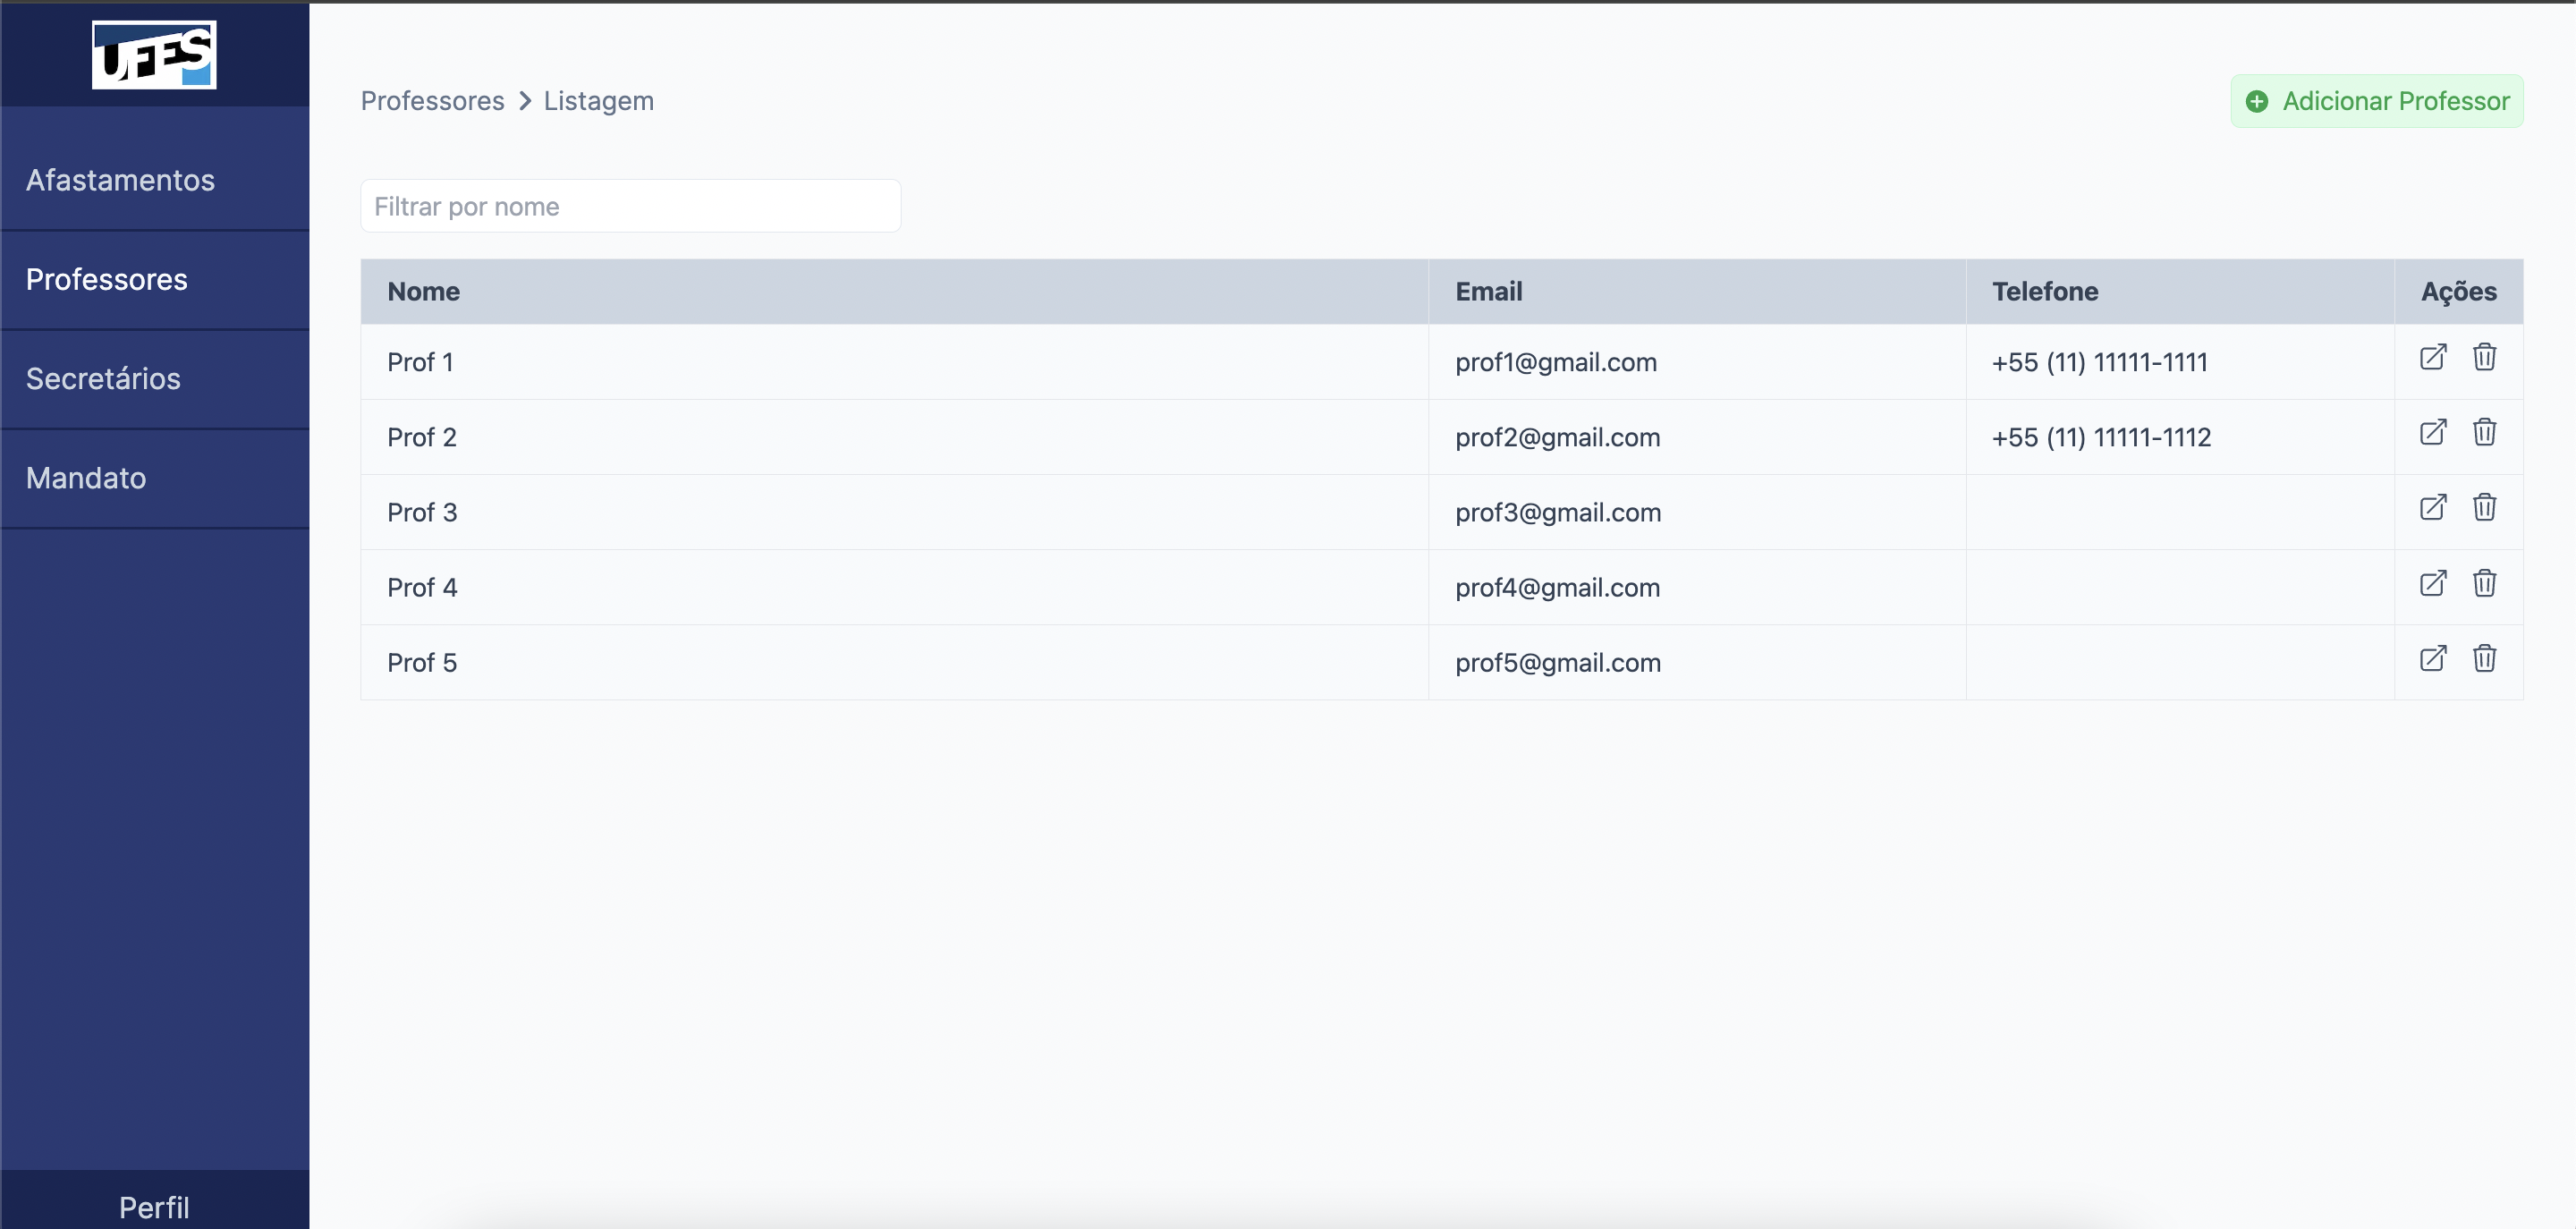 UFFS
Afastamentos
Professores
Secretários
Mandato
Perfil
Professores > Listagem
Adicionar Professor
Filtrar por nome
Nome Email Telefone Ações
Prof 1 prof1@gmail.com +55 (11) 11111-1111
Prof 2 prof2@gmail.com +55 (11) 11111-1112
Prof 3 prof3@gmail.com
Prof 4 prof4@gmail.com
Prof 5 prof5@gmail.com